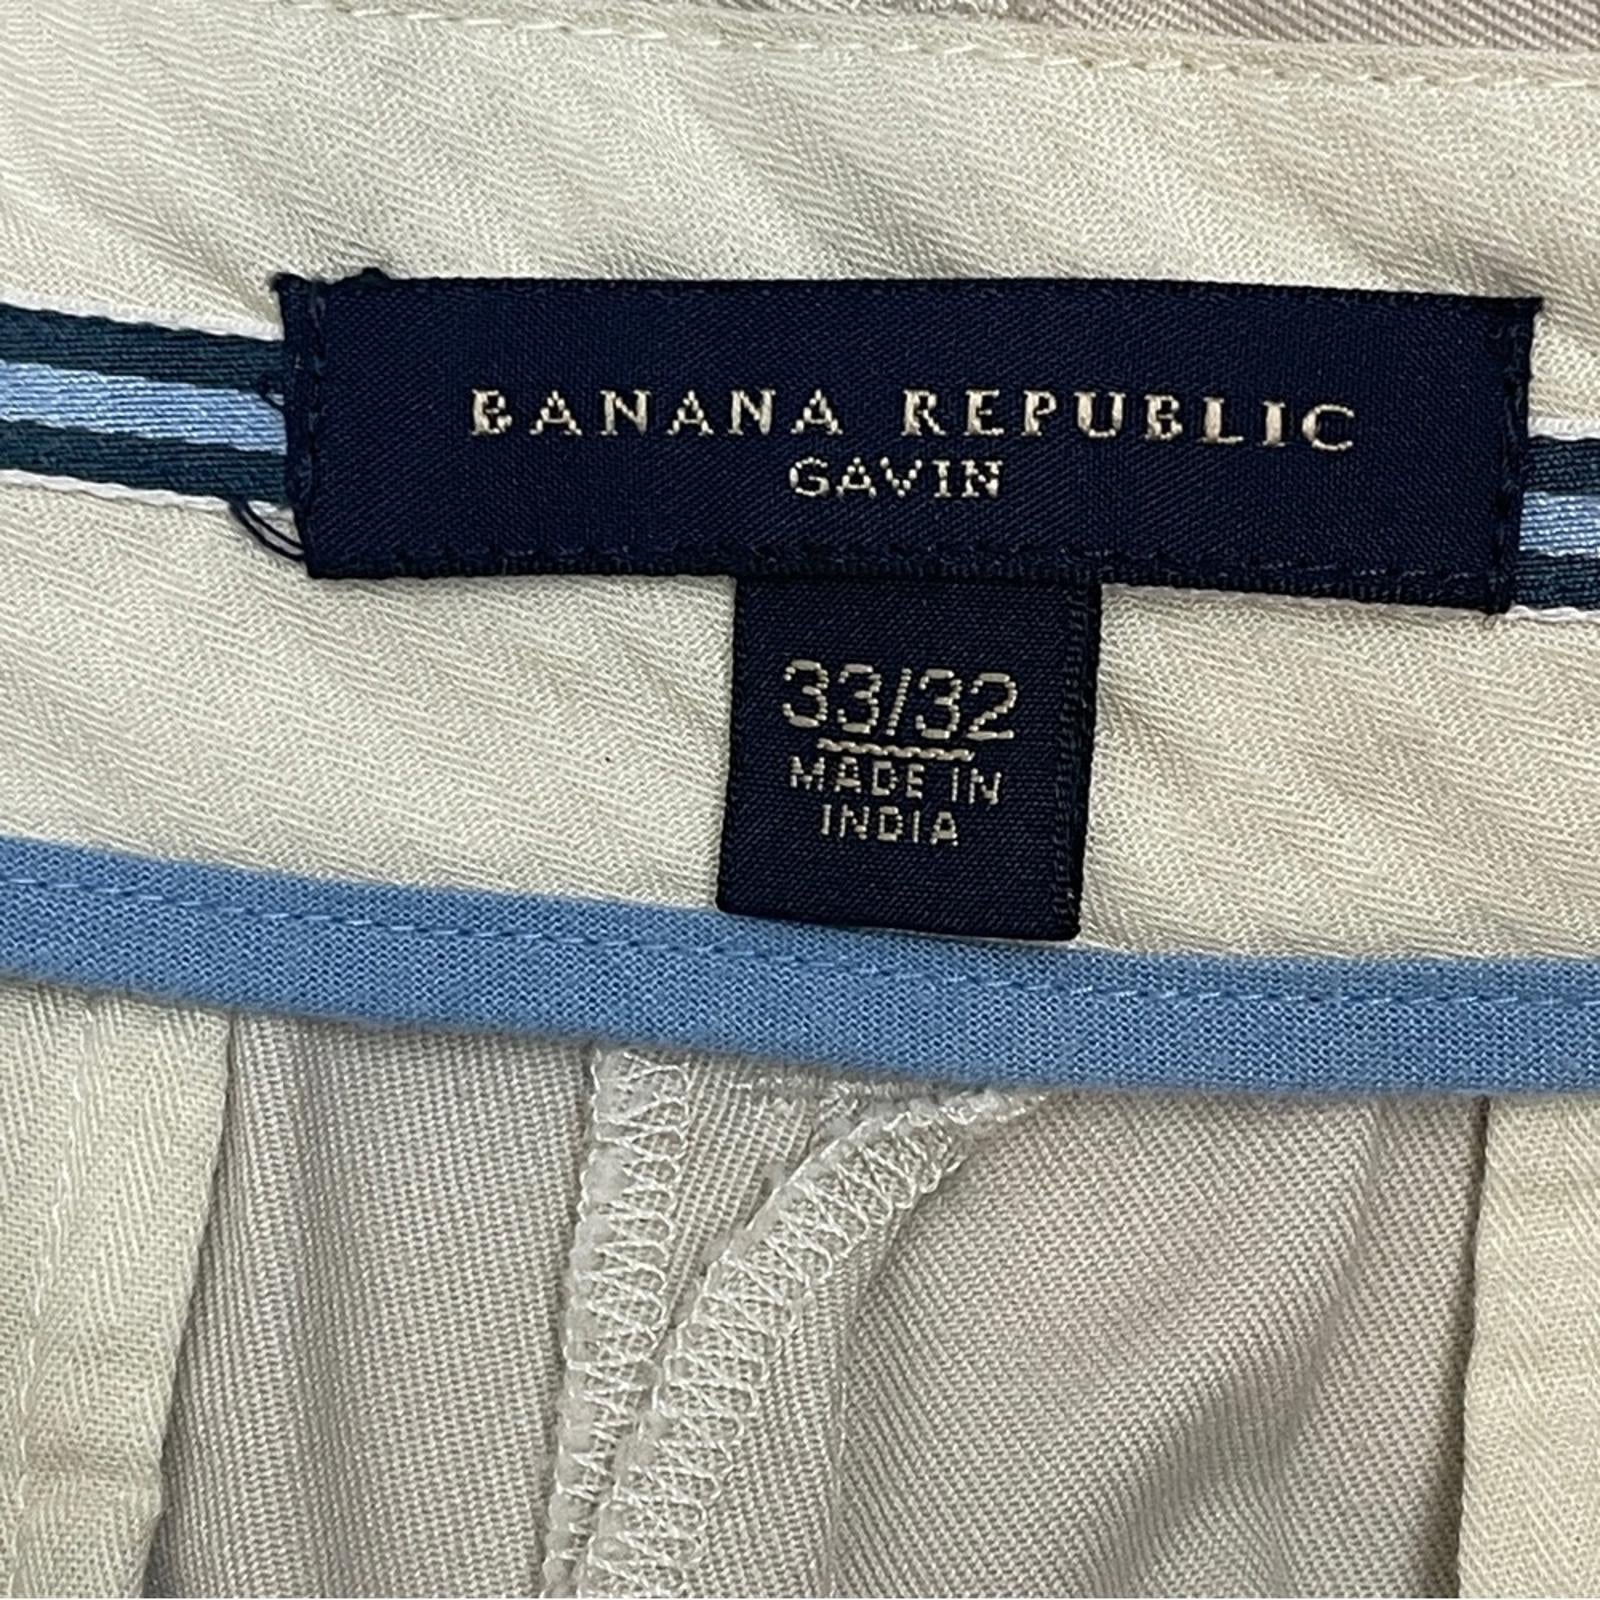 BANANA REPUBLIC
GAVIN
33/32
MADE IN
INDIA